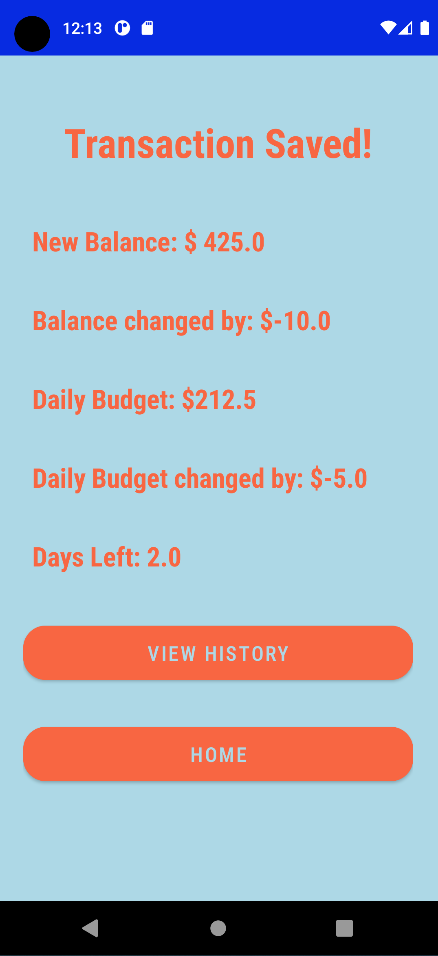 12:13
Transaction Saved!
New Balance: $ 425.0
Balance changed by: $-10.0
Daily Budget: $212.5
Daily Budget changed by: $-5.0
Days Left: 2.0
VIEW HISTORY
HOME